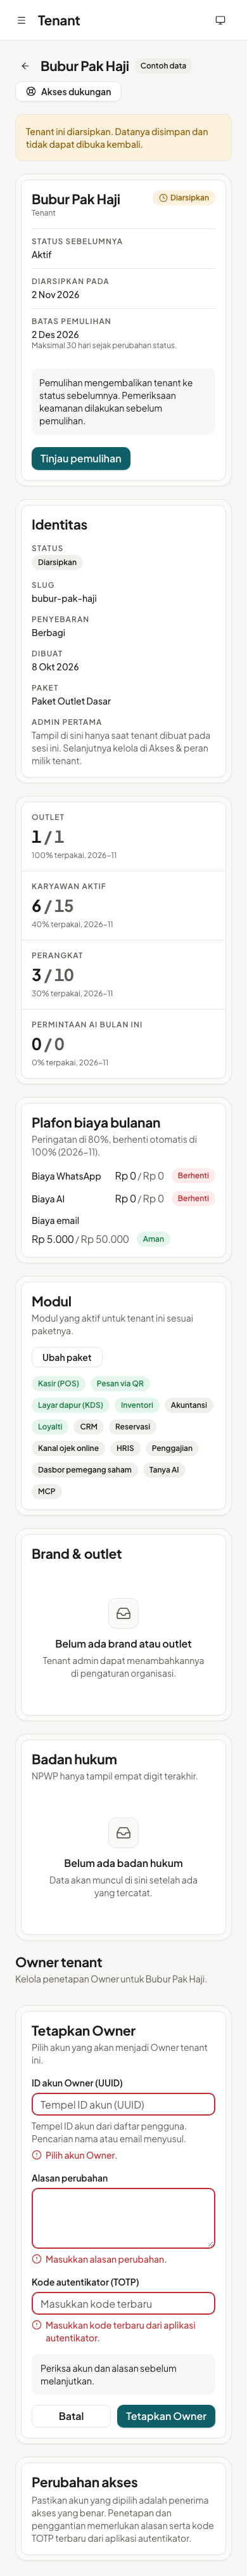 Tenant
Bubur Pak Haji
Contoh data
Akses dukungan
Tenant ini diarsipkan. Datanya disimpan dan
tidak dapat dibuka kembali.
Bubur Pak Haji
Diarsipkan
Tenant
STATUS SEBELUMNYA
Aktif
DIARSIPKAN PADA
2 Nov 2026
BATAS PEMULIHAN
2 Des 2026
Maksimal 30 hari sejak perubahan status.
Pemulihan mengembalikan tenant ke
status sebelumnya. Pemeriksaan
keamanan dilakukan sebelum
pemulihan.
Tinjau pemulihan
Identitas
STATUS
Diarsipkan
SLUG
bubur-pak-haji
PENYEBARAN
Berbagi
DIBUAT
8 Okt 2026
PAKET
Paket Outlet Dasar
ADMIN PERTAMA
Tampil di sini hanya saat tenant dibuat pada
sesi ini. Selanjutnya kelola di Akses & peran
milik tenant.
OUTLET
1 / 1
100% terpakai, 2026-11
KARYAWAN AKTIF
6 / 15
40% terpakai, 2026-11
PERANGKAT
3 / 10
30% terpakai, 2026-11
PERMINTAAN AI BULAN INI
0 / 0
0% terpakai, 2026-11
Plafon biaya bulanan
Peringatan di 80%, berhenti otomatis di
100% (2026-11).
Biaya WhatsApp Rp 0 / Rp 0 Berhenti
Biaya AI Rp 0 / Rp 0 Berhenti
Biaya email
Rp 5.000 / Rp 50.000 Aman
Modul
Modul yang aktif untuk tenant ini sesuai
paketnya.
Ubah paket
Kasir (POS) Pesan via QR
Layar dapur (KDS) Inventori Akuntansi
Loyalti CRM Reservasi
Kanal ojek online HRIS Penggajian
Dasbor pemegang saham Tanya AI
MCP
Brand & outlet
Belum ada brand atau outlet
Tenant admin dapat menambahkannya
di pengaturan organisasi.
Badan hukum
NPWP hanya tampil empat digit terakhir.
Belum ada badan hukum
Data akan muncul di sini setelah ada
yang tercatat.
Owner tenant
Kelola penetapan Owner untuk Bubur Pak Haji.
Tetapkan Owner
Pilih akun yang akan menjadi Owner tenant
ini.
ID akun Owner (UUID)
Tempel ID akun (UUID)
Tempel ID akun dari daftar pengguna.
Pencarian nama atau email menyusul.
Pilih akun Owner.
Alasan perubahan
Masukkan alasan perubahan.
Kode autentikator (TOTP)
Masukkan kode terbaru
Masukkan kode terbaru dari aplikasi
autentikator.
Periksa akun dan alasan sebelum
melanjutkan.
Batal
Tetapkan Owner
Perubahan akses
Pastikan akun yang dipilih adalah penerima
akses yang benar. Penetapan dan
penggantian memerlukan alasan serta kode
TOTP terbaru dari aplikasi autentikator.